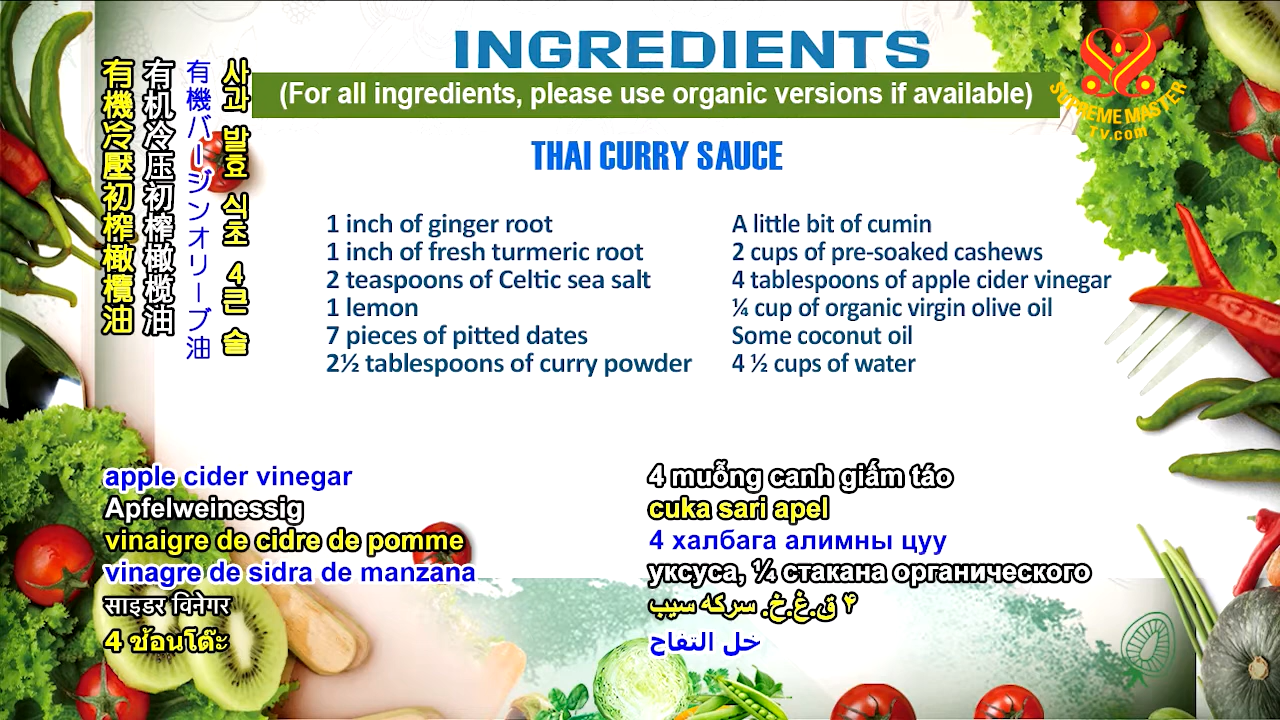 INGREDIENTS
(For all ingredients, please use organic versions if available)
SUPREME MASTER
TV.com
THAI CURRY SAUCE
1 inch of ginger root
1 inch of fresh turmeric root
2 teaspoons of Celtic sea salt
1 lemon
7 pieces of pitted dates
2½ tablespoons of curry powder
A little bit of cumin
2 cups of pre-soaked cashews
4 tablespoons of apple cider vinegar
¼ cup of organic virgin olive oil
Some coconut oil
4 ½ cups of water
有機冷壓初榨橄欖油
有机冷压初榨橄榄油
有機バージンオリーブ油
사과 발효 식초 4큰 술
apple cider vinegar
Apfelweinessig
vinaigre de cidre de pomme
vinagre de sidra de manzana
साइडर विनेगर
4 ช้อนโต๊ะ
4 muỗng canh giấm táo
cuka sari apel
4 халбага алимны цуу
уксуса, ¼ стакана органического
۴ ق.غ.خ. سرکه سیب
خل التفاح